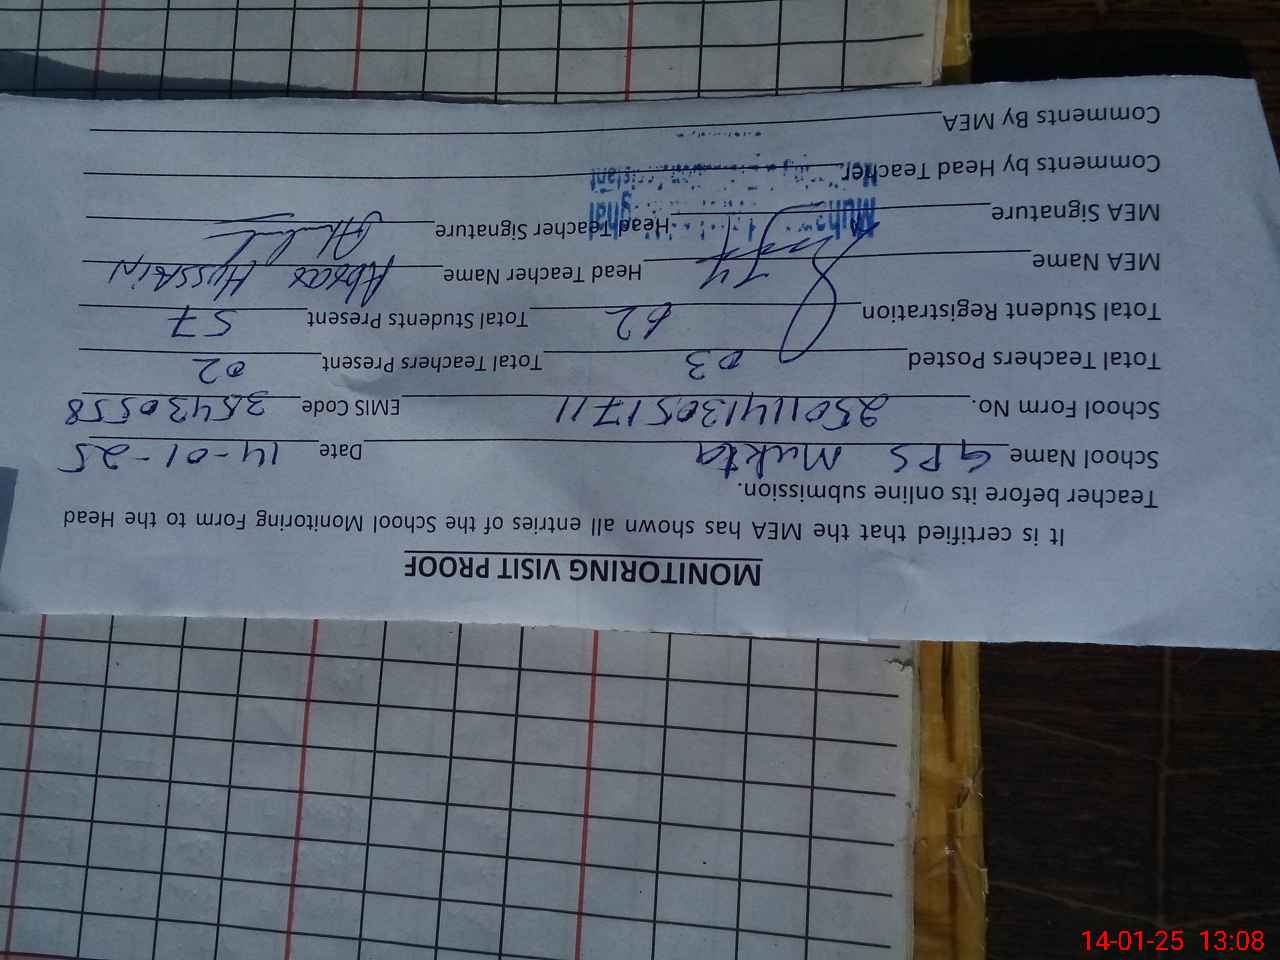 MONITORING VISIT PROOF
It is certified that the MEA has shown all entries of the School Monitoring Form to the Head
Teacher before its online submission.
School Name GPS Mukta Date 14-01-25
School Form No. 2501141305 1711 EMIS Code 35430558
Total Teachers Posted 03 Total Teachers Present 02
Total Student Registration 62 Total Students Present 57
MEA Name Head Teacher Name Abrar HUSSAIN
MEA Signature Head Teacher Signature
Comments by Head Teacher
Comments By MEA
14-01-25 13:08